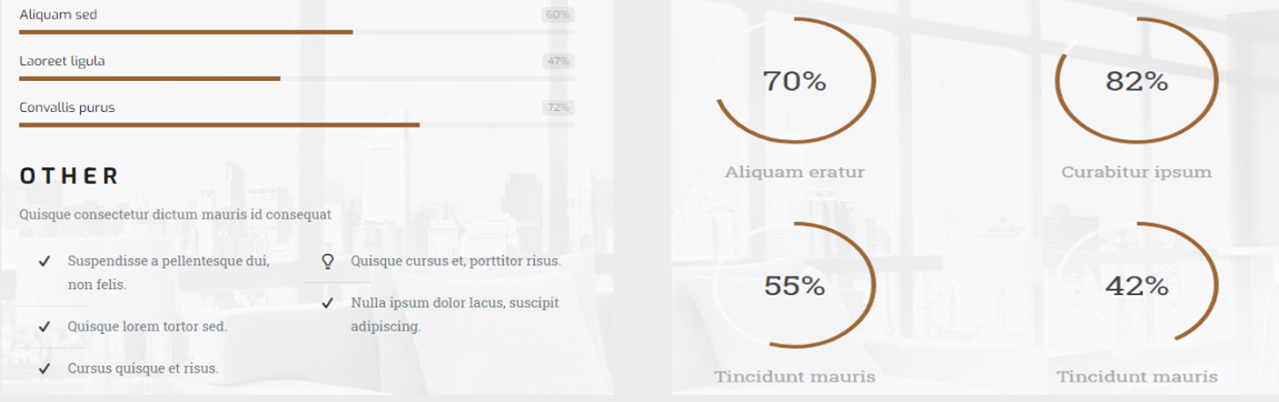 Aliquam sed 60%
Laoreet ligula 47%
Convallis purus 72%
OTHER
Quisque consectetur dictum mauris id consequat
Suspendisse a pellentesque dui,
non felis.
Quisque lorem tortor sed.
Cursus quisque et risus.
Quisque cursus et, porttitor risus.
Nulla ipsum dolor lacus, suscipit
adipiscing.
70%
Aliquam eratur
82%
Curabitur ipsum
55%
Tincidunt mauris
42%
Tincidunt mauris